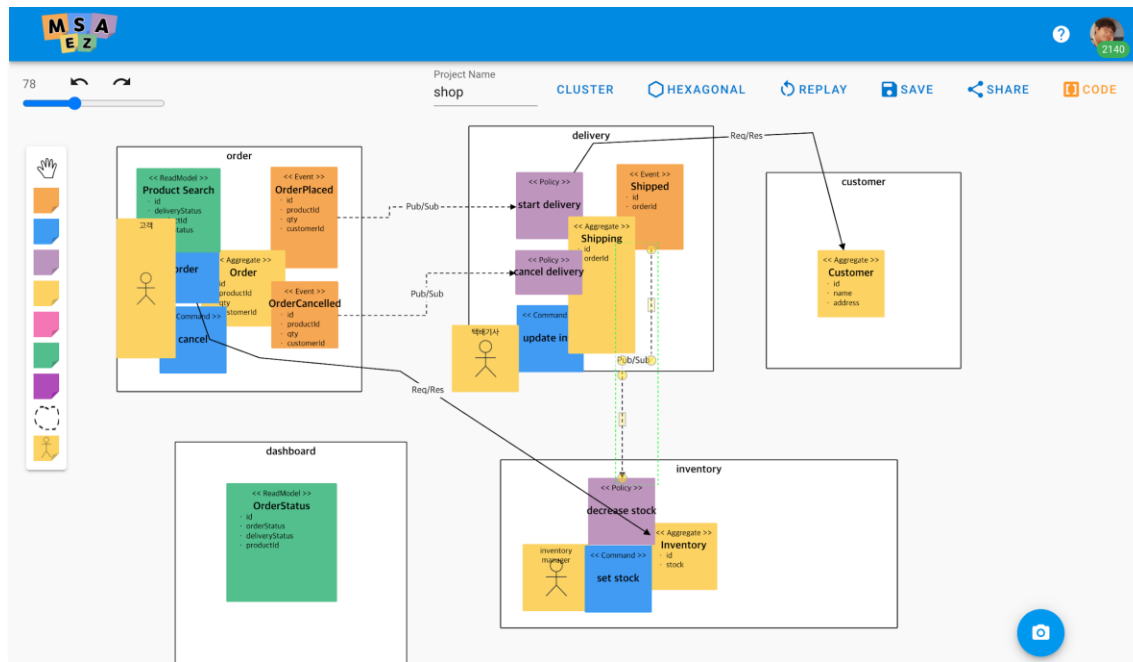 MSA
EZ
2140
78
Project Name
shop
CLUSTER
HEXAGONAL
REPLAY
SAVE
SHARE
CODE
order
<< ReadModel >>
Product Search
· id
· deliveryStatus
고객
order
Command >>
cancel
< Aggregate >>
Order
id
productId
qty
<< Event >>
OrderPlaced
· id
· productId
· qty
· customerId
<< Event >>
OrderCancelled
· id
· productId
· qty
· customerId
Pub/Sub
Pub/Sub
Req/Res
delivery
<< Policy >>
start delivery
<< Policy >>
cancel delivery
<< Command
update in
택배기사
<< Aggregate >>
Shipping
· id
orderId
<< Event >>
Shipped
· id
· orderId
Pub/Sub
Req/Res
customer
<< Aggregate >>
Customer
· id
· name
· address
dashboard
<< ReadModel >>
OrderStatus
· id
· orderStatus
· deliveryStatus
· productId
inventory
<< Policy >>
decrease stock
inventory
manager
<< Command >>
set stock
<< Aggregate >>
Inventory
· id
· stock